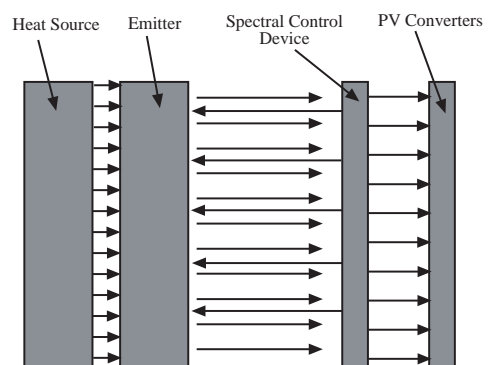 Heat Source
Emitter
Spectral Control
Device
PV Converters